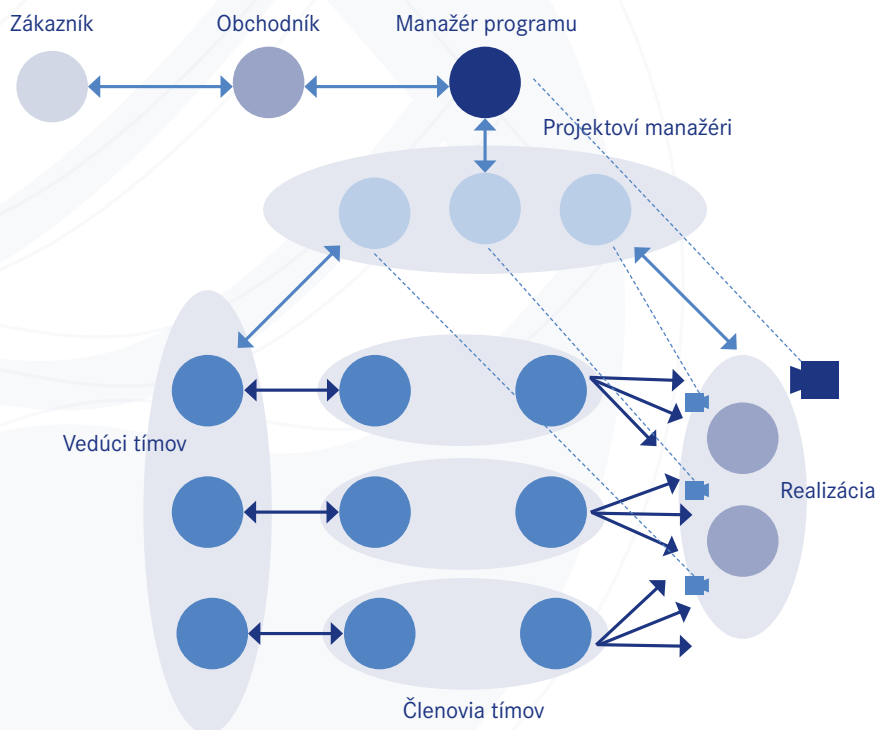 Zákazník
Obchodník
Manažér programu
Projektoví manažéri
Vedúci tímov
Realizácia
Členovia tímov